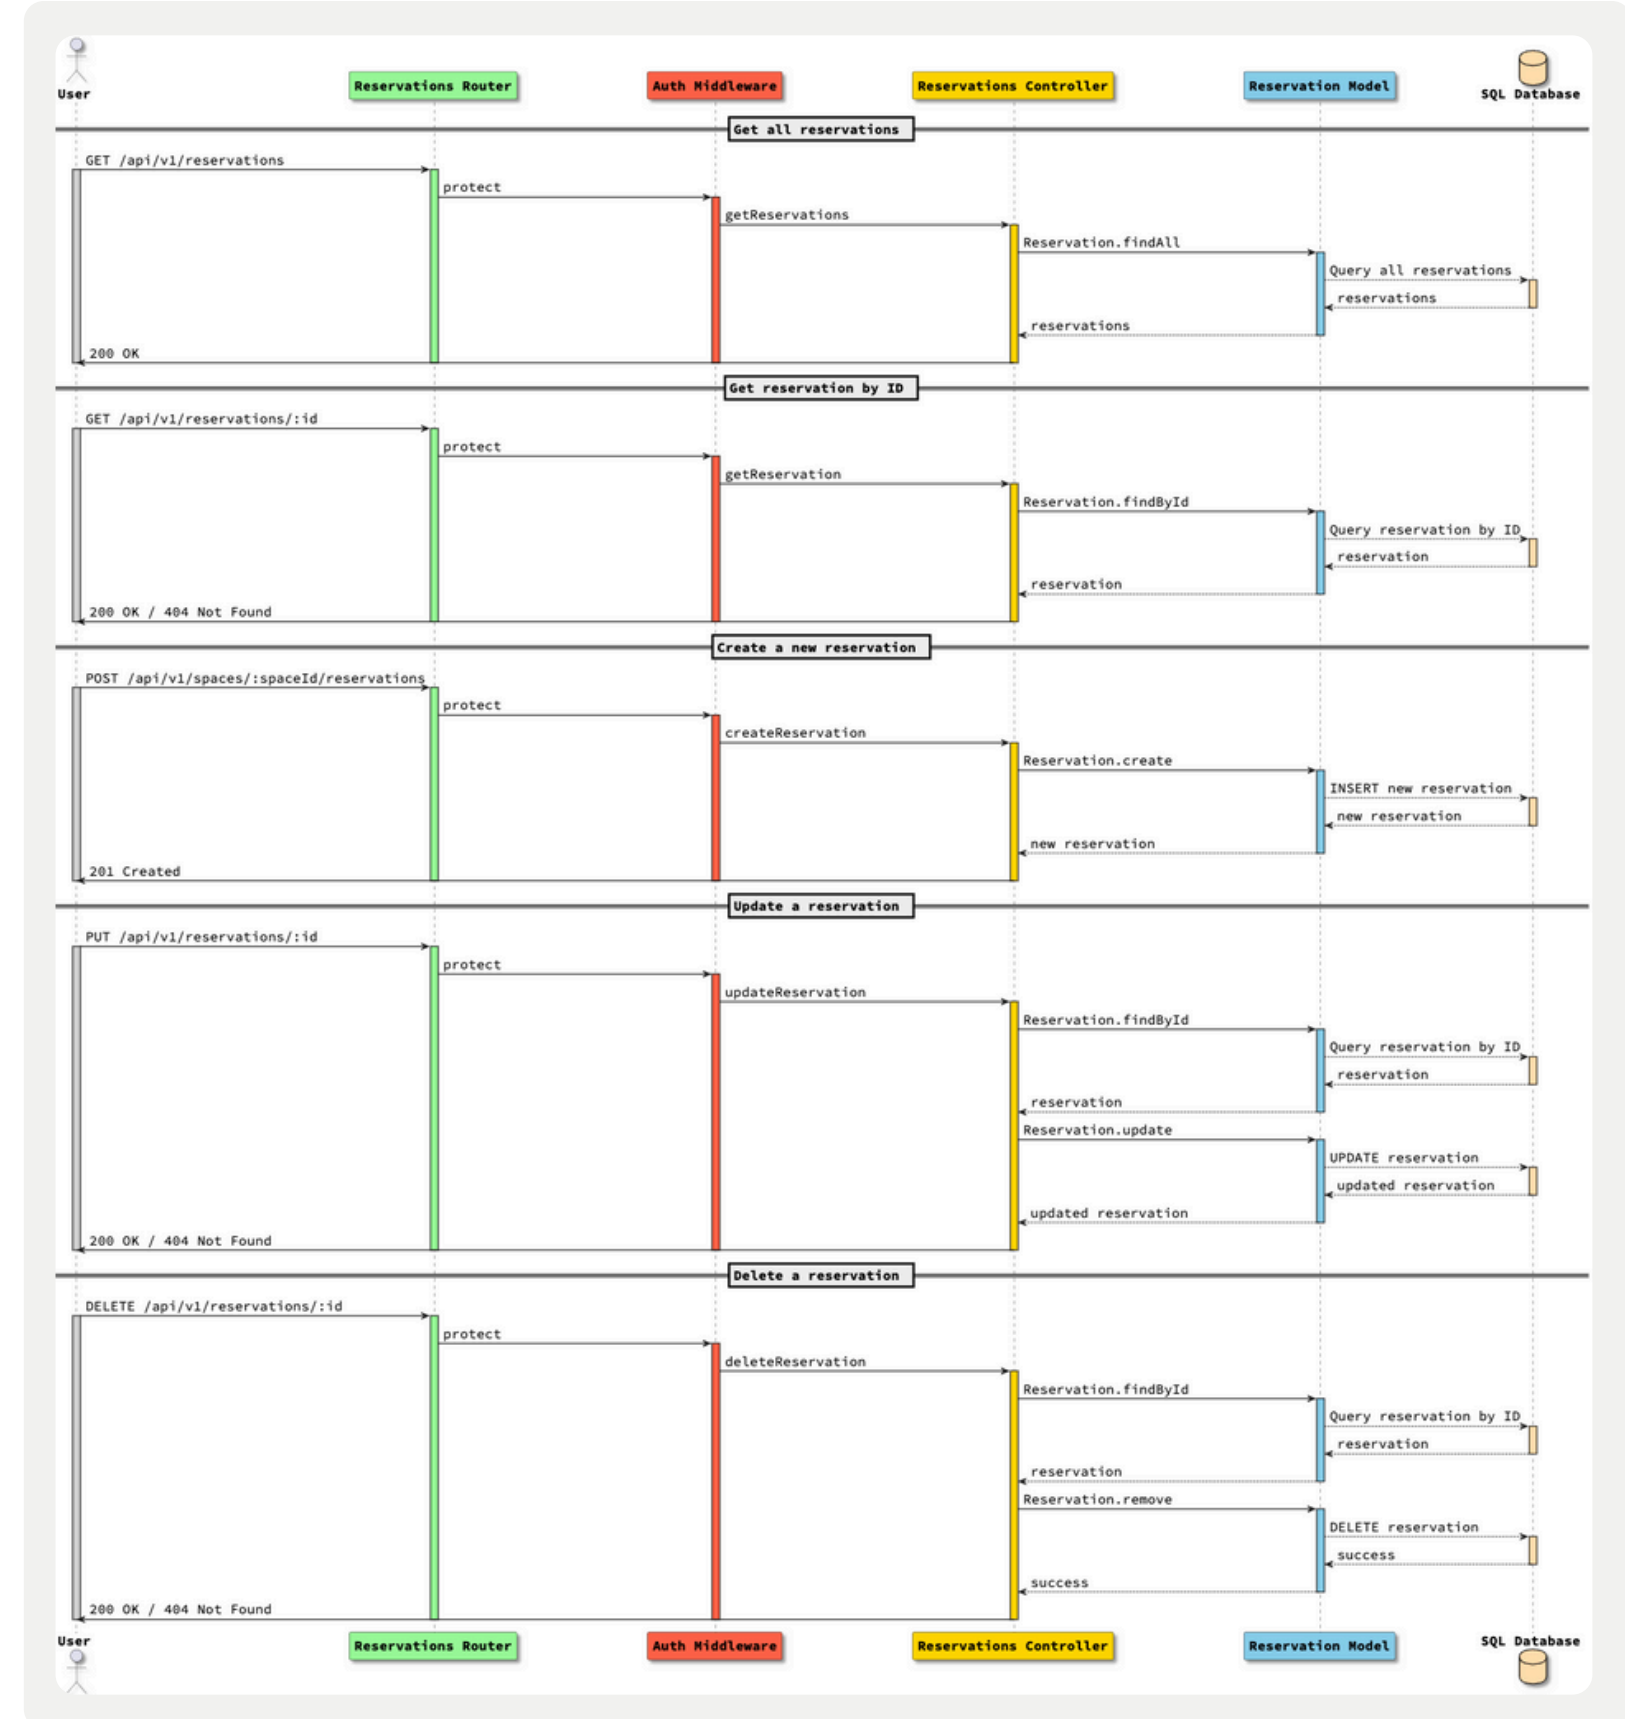 User
Reservations Router
Auth Middleware
Reservations Controller
Reservation Model
SQL Database
Get all reservations
GET /api/v1/reservations
protect
getReservations
Reservation.findAll
Query all reservations
reservations
reservations
200 OK
Get reservation by ID
GET /api/v1/reservations/:id
protect
getReservation
Reservation.findById
Query reservation by ID
reservation
reservation
200 OK / 404 Not Found
Create a new reservation
POST /api/v1/spaces/:spaceId/reservations
protect
createReservation
Reservation.create
INSERT new reservation
new reservation
new reservation
201 Created
Update a reservation
PUT /api/v1/reservations/:id
protect
updateReservation
Reservation.findById
Query reservation by ID
reservation
reservation
Reservation.update
UPDATE reservation
updated reservation
updated reservation
200 OK / 404 Not Found
Delete a reservation
DELETE /api/v1/reservations/:id
protect
deleteReservation
Reservation.findById
Query reservation by ID
reservation
reservation
Reservation.remove
DELETE reservation
success
success
200 OK / 404 Not Found
User
Reservations Router
Auth Middleware
Reservations Controller
Reservation Model
SQL Database